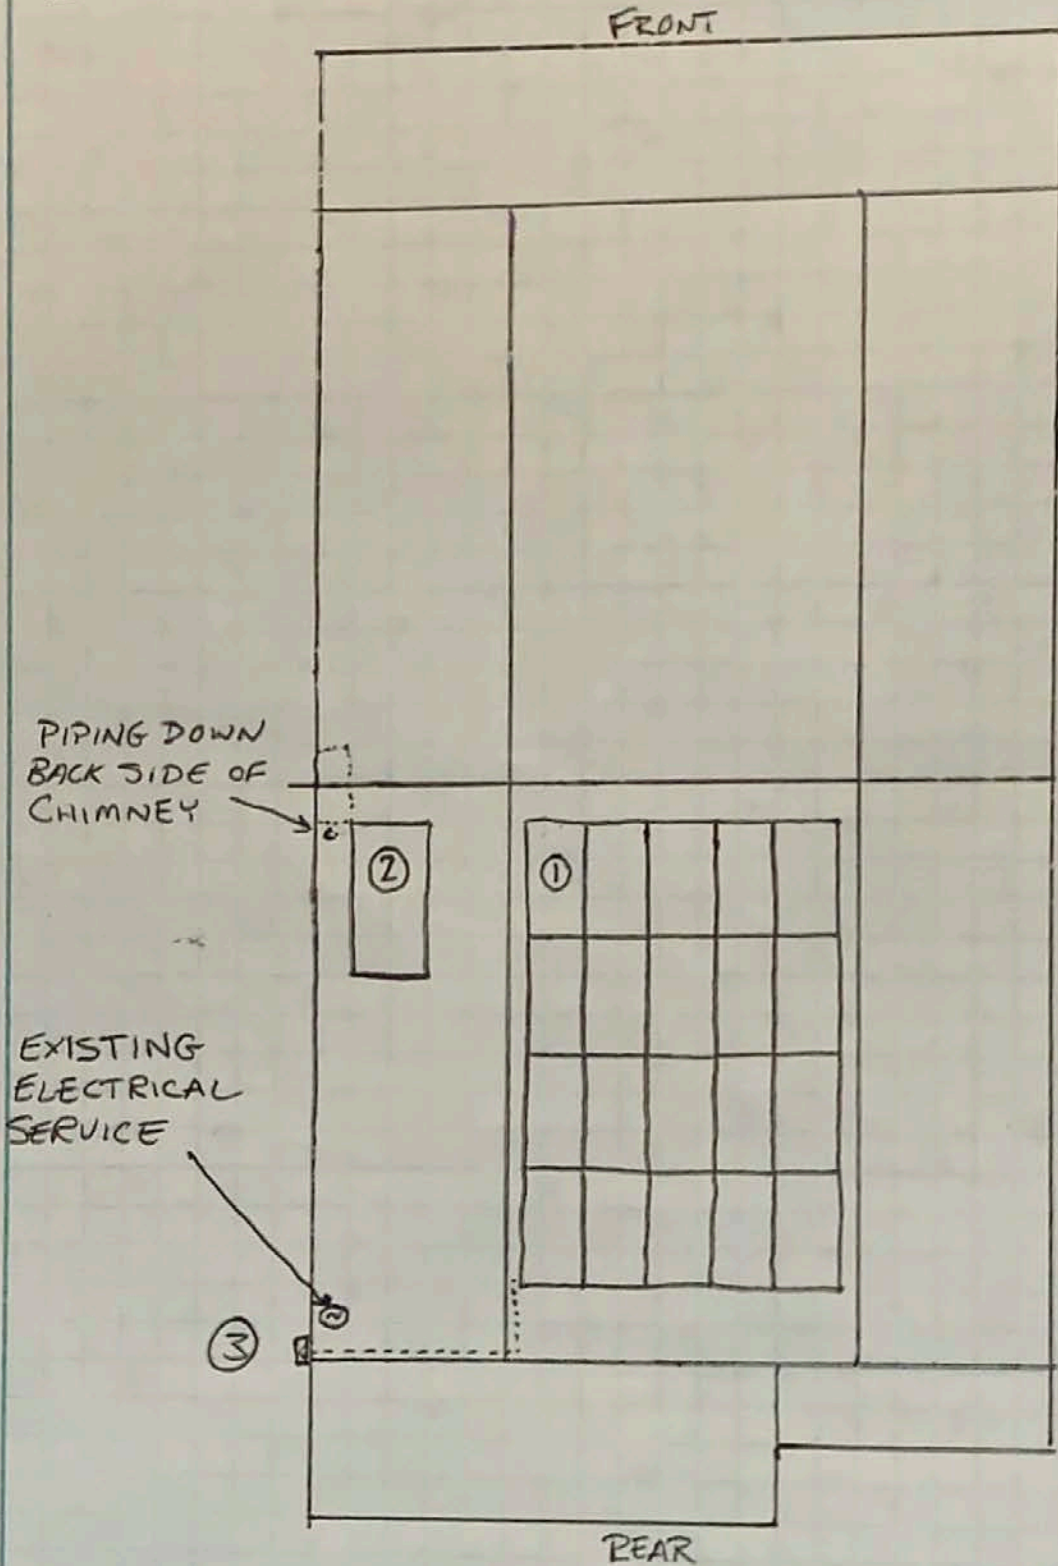 FRONT
PIPING DOWN
BACK SIDE OF
CHIMNEY
②
①
EXISTING
ELECTRICAL
SERVICE
③
REAR